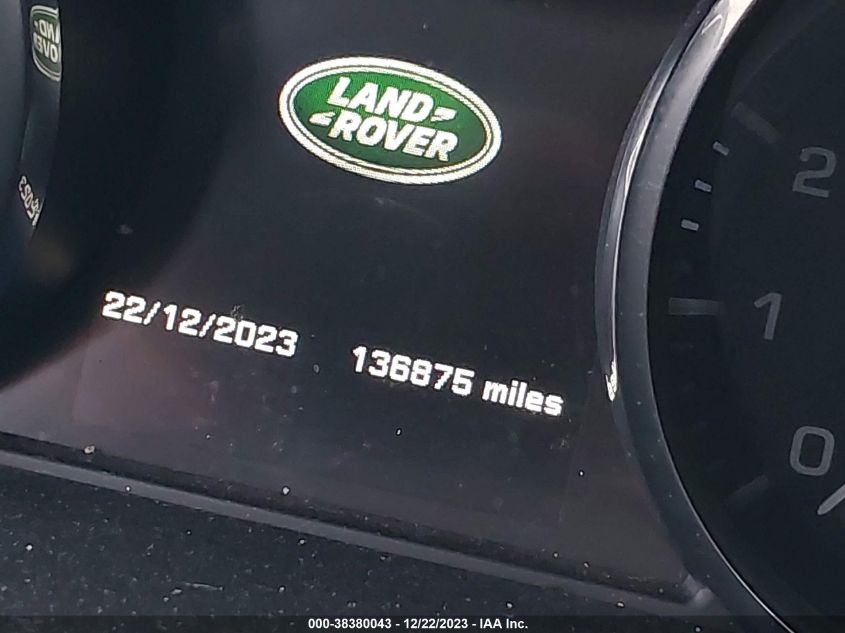 LAND
ROVER
22/12/2023 136875 miles
2
1
0
000-38380043 - 12/22/2023 - IAA Inc.